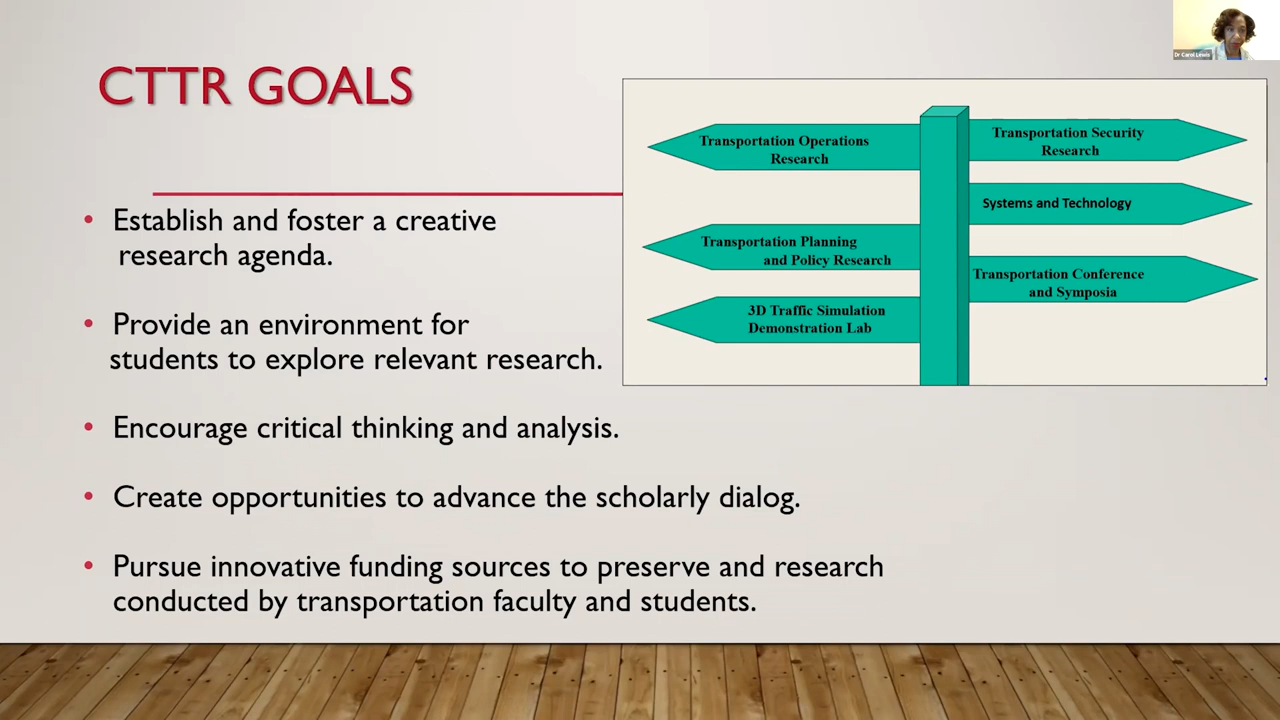 CTTR GOALS
Establish and foster a creative
research agenda.
Provide an environment for
students to explore relevant research.
Encourage critical thinking and analysis.
Create opportunities to advance the scholarly dialog.
Pursue innovative funding sources to preserve and research
conducted by transportation faculty and students.
Transportation Operations
Research
Transportation Planning
and Policy Research
3D Traffic Simulation
Demonstration Lab
Transportation Security
Research
Systems and Technology
Transportation Conference
and Symposia
Dr Carol Lewis